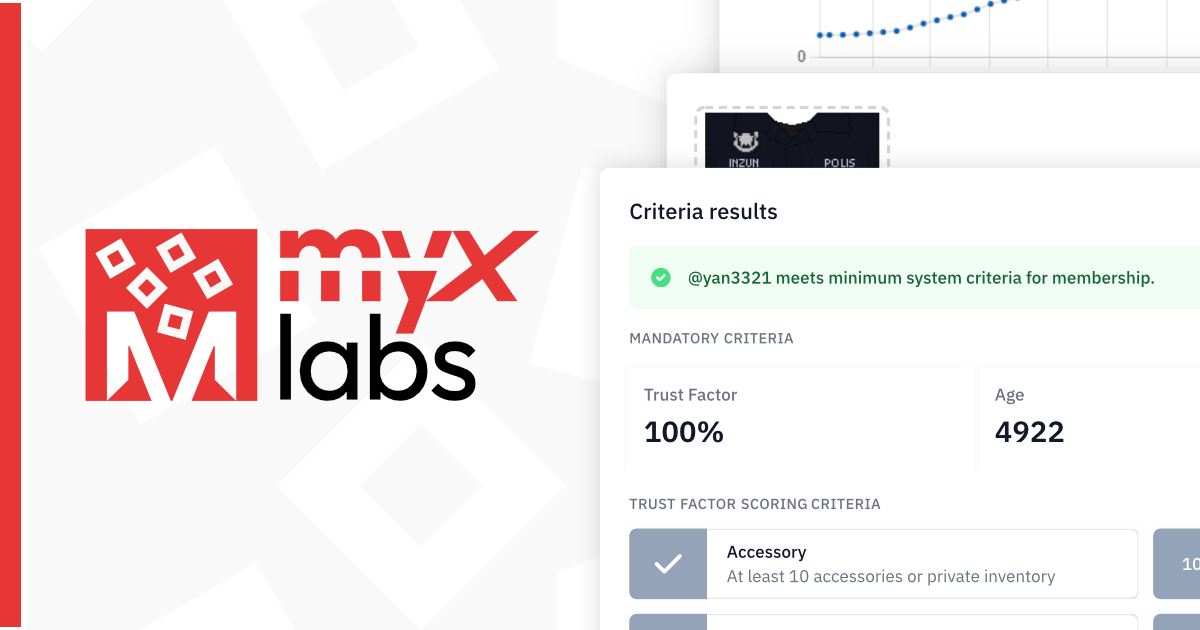 0
INZUN POLIS
myx
labs
Criteria results
@yan3321 meets minimum system criteria for membership.
MANDATORY CRITERIA
Trust Factor
100%
Age
4922
TRUST FACTOR SCORING CRITERIA
Accessory
At least 10 accessories or private inventory
10